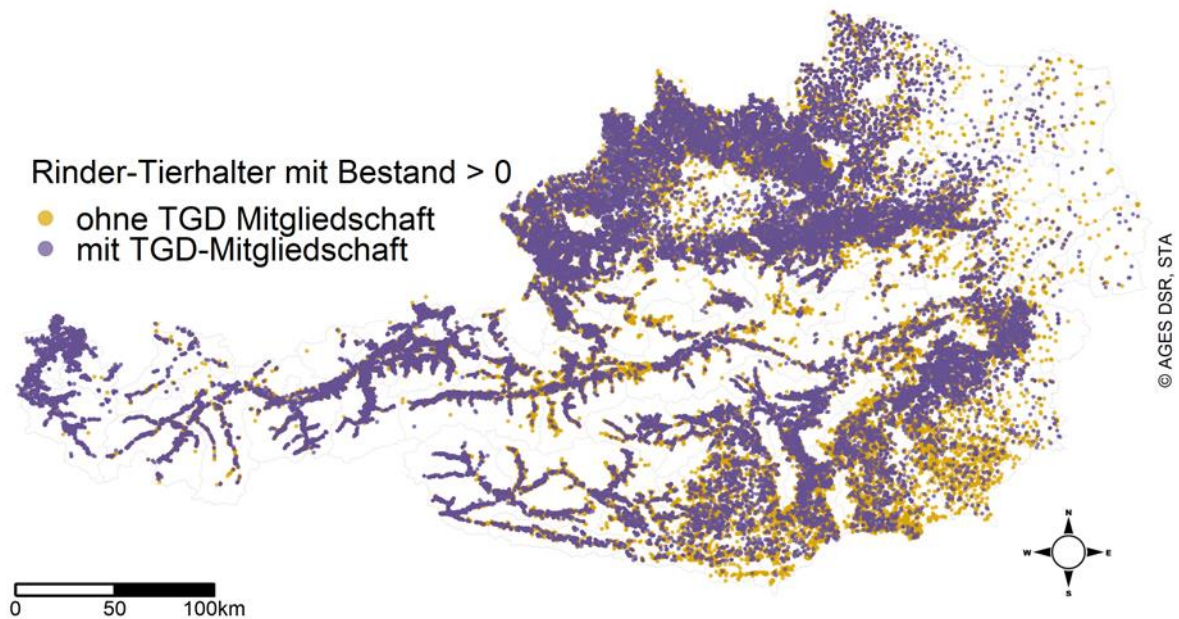 Rinder-Tierhalter mit Bestand > 0
ohne TGD Mitgliedschaft
mit TGD-Mitgliedschaft
© AGES DSR, STA
N
W E
S
0 50 100km